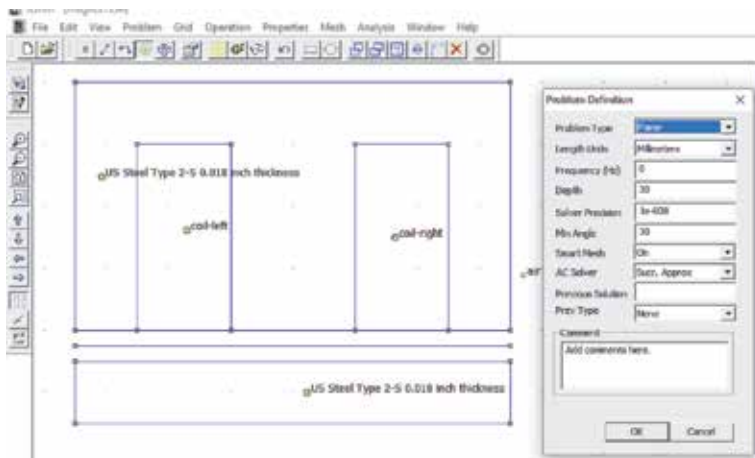 File Edit View Problem Grid Operation Properties Mesh Analysis Window Help
US Steel Type 2-S 0.018 inch thickness
coil-left
coil-right
air
US Steel Type 2-S 0.018 inch thickness
Problem Definition
Problem Type Planar
Length Units Millimeters
Frequency (Hz) 0
Depth 30
Solver Precision 1e-008
Min Angle 30
Smart Mesh On
AC Solver Succ. Approx
Previous Solution
Prev Type None
Comment
Add comments here.
OK Cancel